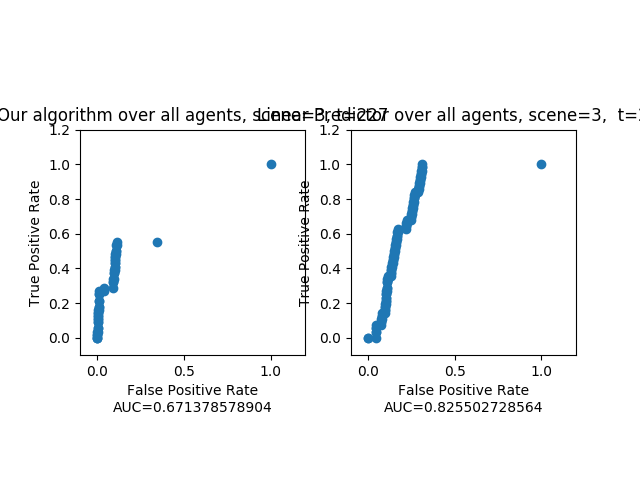 Our algorithm over all agents, scene=3, t=227
Linear Predictor over all agents, scene=3, t=
1.2
1.0
0.8
0.6
0.4
0.2
0.0
True Positive Rate
0.0 0.5 1.0
False Positive Rate
AUC=0.671378578904
1.2
1.0
0.8
0.6
0.4
0.2
0.0
True Positive Rate
0.0 0.5 1.0
False Positive Rate
AUC=0.825502728564